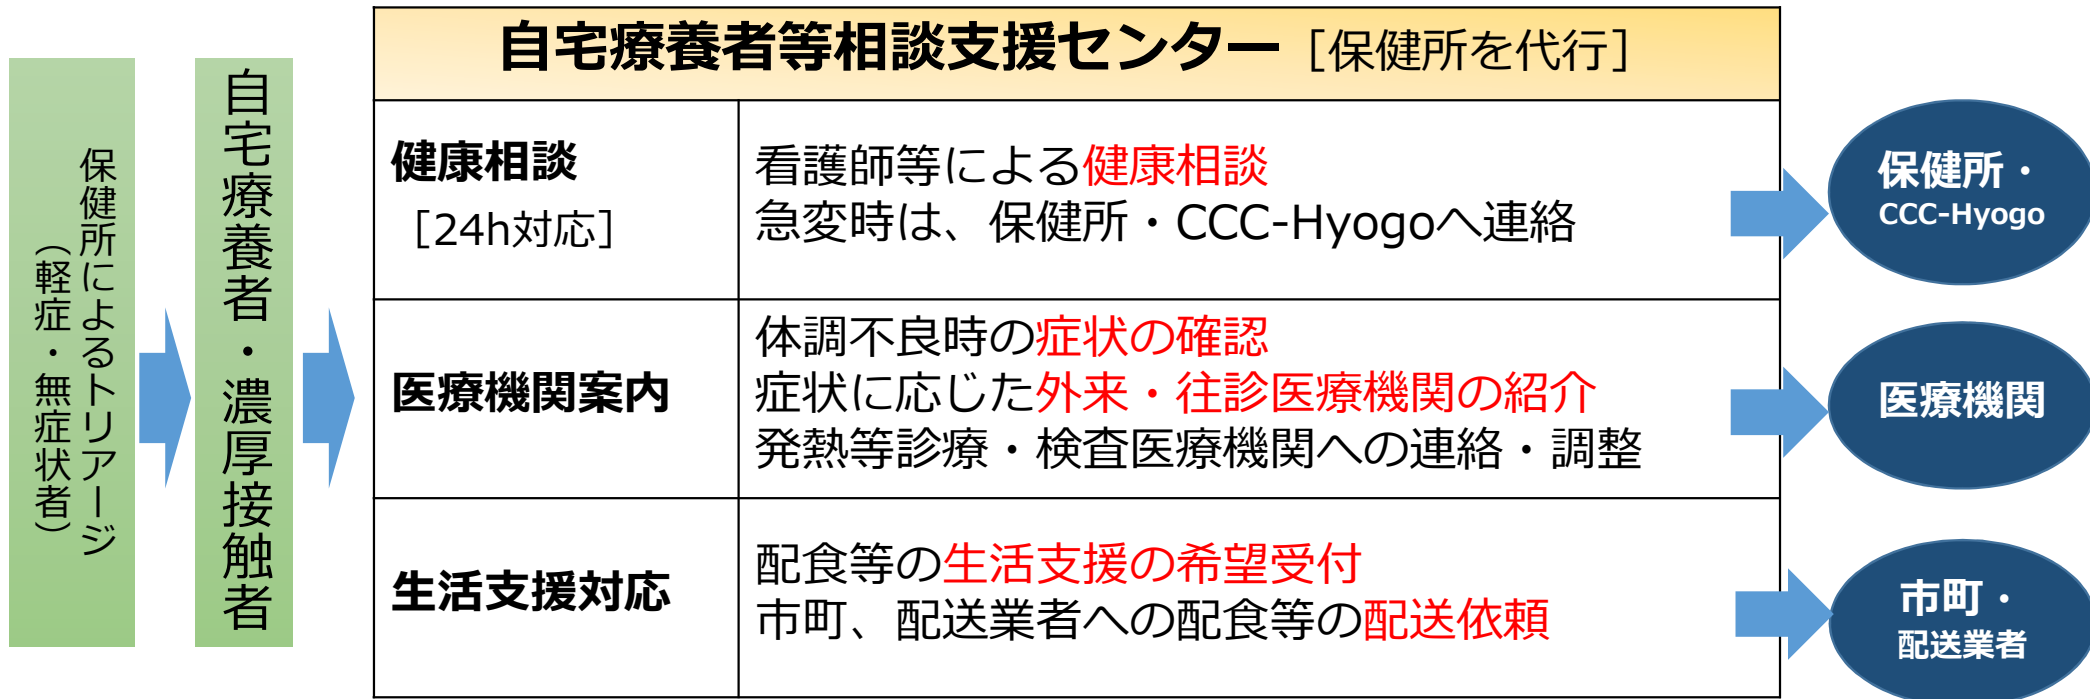 保健所によるトリアージ
（軽症・無症状者）
自宅療養者・濃厚接触者
自宅療養者等相談支援センター［保健所を代行］
健康相談
［24h対応］
看護師等による健康相談
急変時は、保健所・CCC-Hyogoへ連絡
保健所・
CCC-Hyogo
医療機関案内
体調不良時の症状の確認
症状に応じた外来・往診医療機関の紹介
発熱等診療・検査医療機関への連絡・調整
医療機関
生活支援対応
配食等の生活支援の希望受付
市町、配送業者への配食等の配送依頼
市町・
配送業者